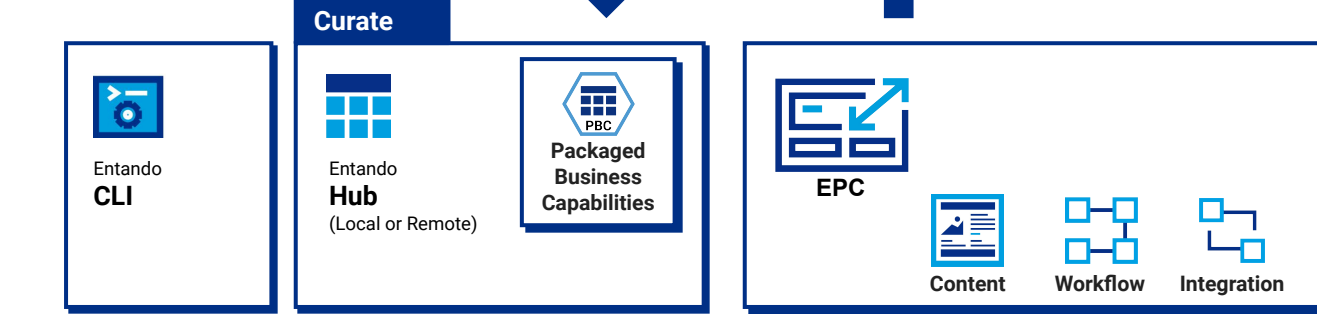 Curate
Entando
CLI
Entando
Hub
(Local or Remote)
PBC
Packaged
Business
Capabilities
EPC
Content
Workflow
Integration